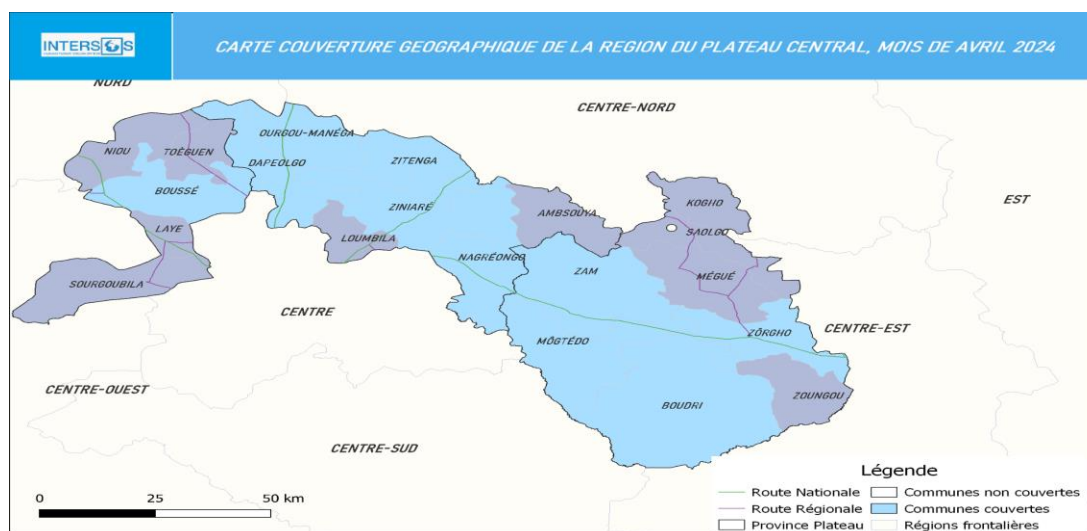 INTERSOS
CARTE COUVERTURE GEOGRAPHIQUE DE LA REGION DU PLATEAU CENTRAL, MOIS DE AVRIL 2024
NORD
CENTRE-NORD
OURGOU-MANÉGA
NIOU
TOÉGUEN
DAPEOLGO
ZITENGA
BOUSSÉ
KOGHO
EST
ZINIARÉ
AMBSOUYA
LAYE
SAOLGO
LOUMBILA
NAGRÉONGO
ZAM
MÉGUÉ
SOURGOUBILA
CENTRE
ZÔRGHO
CENTRE-EST
MÔGTÉDO
CENTRE-OUEST
ZOUNGOU
BOUDRI
CENTRE-SUD
Légende
0 25 50 km
Route Nationale
Communes non couvertes
Route Régionale
Communes couvertes
Province Plateau
Régions frontalières